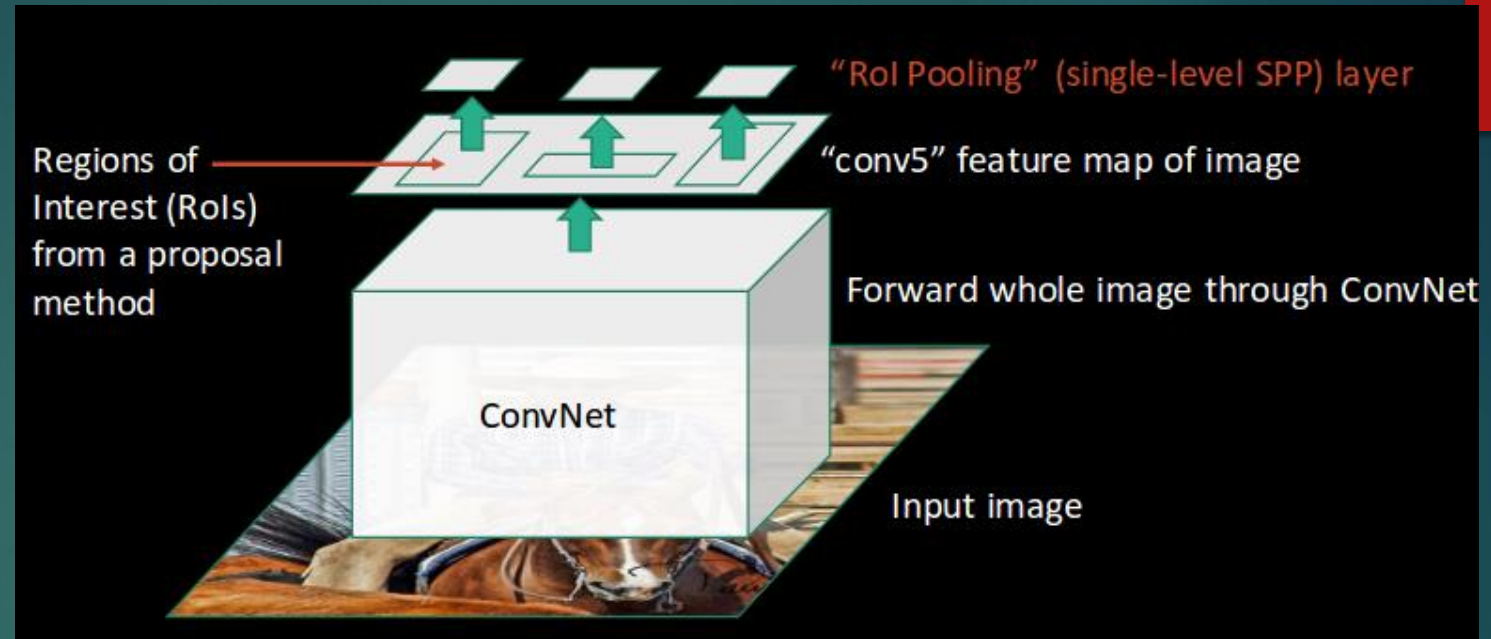 “RoI Pooling” (single-level SPP) layer
Regions of
Interest (RoIs)
from a proposal
method
“conv5” feature map of image
Forward whole image through ConvNet
ConvNet
Input image